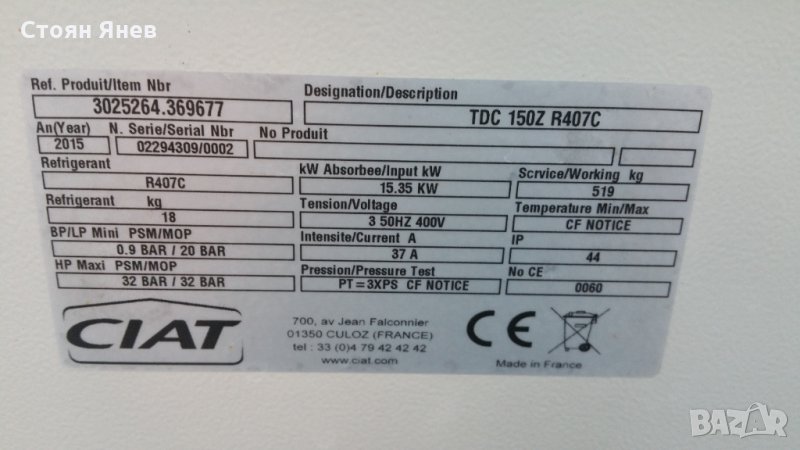 Стоян Янев
Ref. Produit/Item Nbr
3025264.369677
Designation/Description
TDC 150Z R407C
An(Year)
2015
N. Serie/Serial Nbr
02294309/0002
No Produit
Refrigerant
R407C
kW Absorbee/Input kW
15.35 KW
Scrvice/Working kg
519
Refrigerant kg
18
Tension/Voltage
3 50HZ 400V
Temperature Min/Max
CF NOTICE
BP/LP Mini PSM/MOP
0.9 BAR / 20 BAR
Intensite/Current A
37 A
IP
44
HP Maxi PSM/MOP
32 BAR / 32 BAR
Pression/Pressure Test
PT=3XPS CF NOTICE
No CE
0060
CIAT
700, av Jean Falconnier
01350 CULOZ (FRANCE)
tel : 33 (0)4 79 42 42 42
www.ciat.com
CE
Made in France
BAZAR